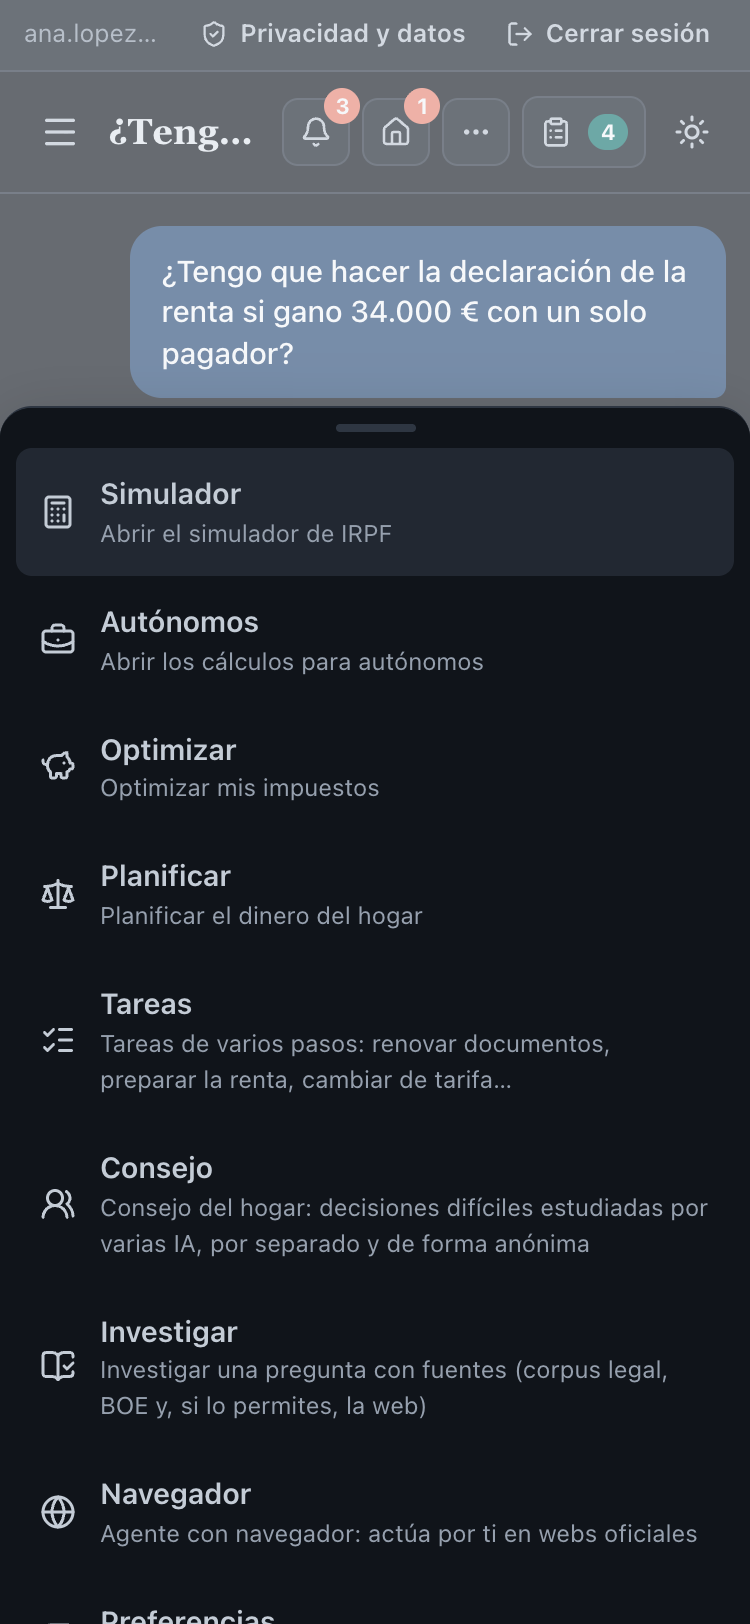 ana.lopez...
Privacidad y datos
Cerrar sesión
¿Teng...
3
1
4
¿Tengo que hacer la declaración de la
renta si gano 34.000 € con un solo
pagador?
Simulador
Abrir el simulador de IRPF
Autónomos
Abrir los cálculos para autónomos
Optimizar
Optimizar mis impuestos
Planificar
Planificar el dinero del hogar
Tareas
Tareas de varios pasos: renovar documentos,
preparar la renta, cambiar de tarifa...
Consejo
Consejo del hogar: decisiones difíciles estudiadas por
varias IA, por separado y de forma anónima
Investigar
Investigar una pregunta con fuentes (corpus legal,
BOE y, si lo permites, la web)
Navegador
Agente con navegador: actúa por ti en webs oficiales
Preferencias